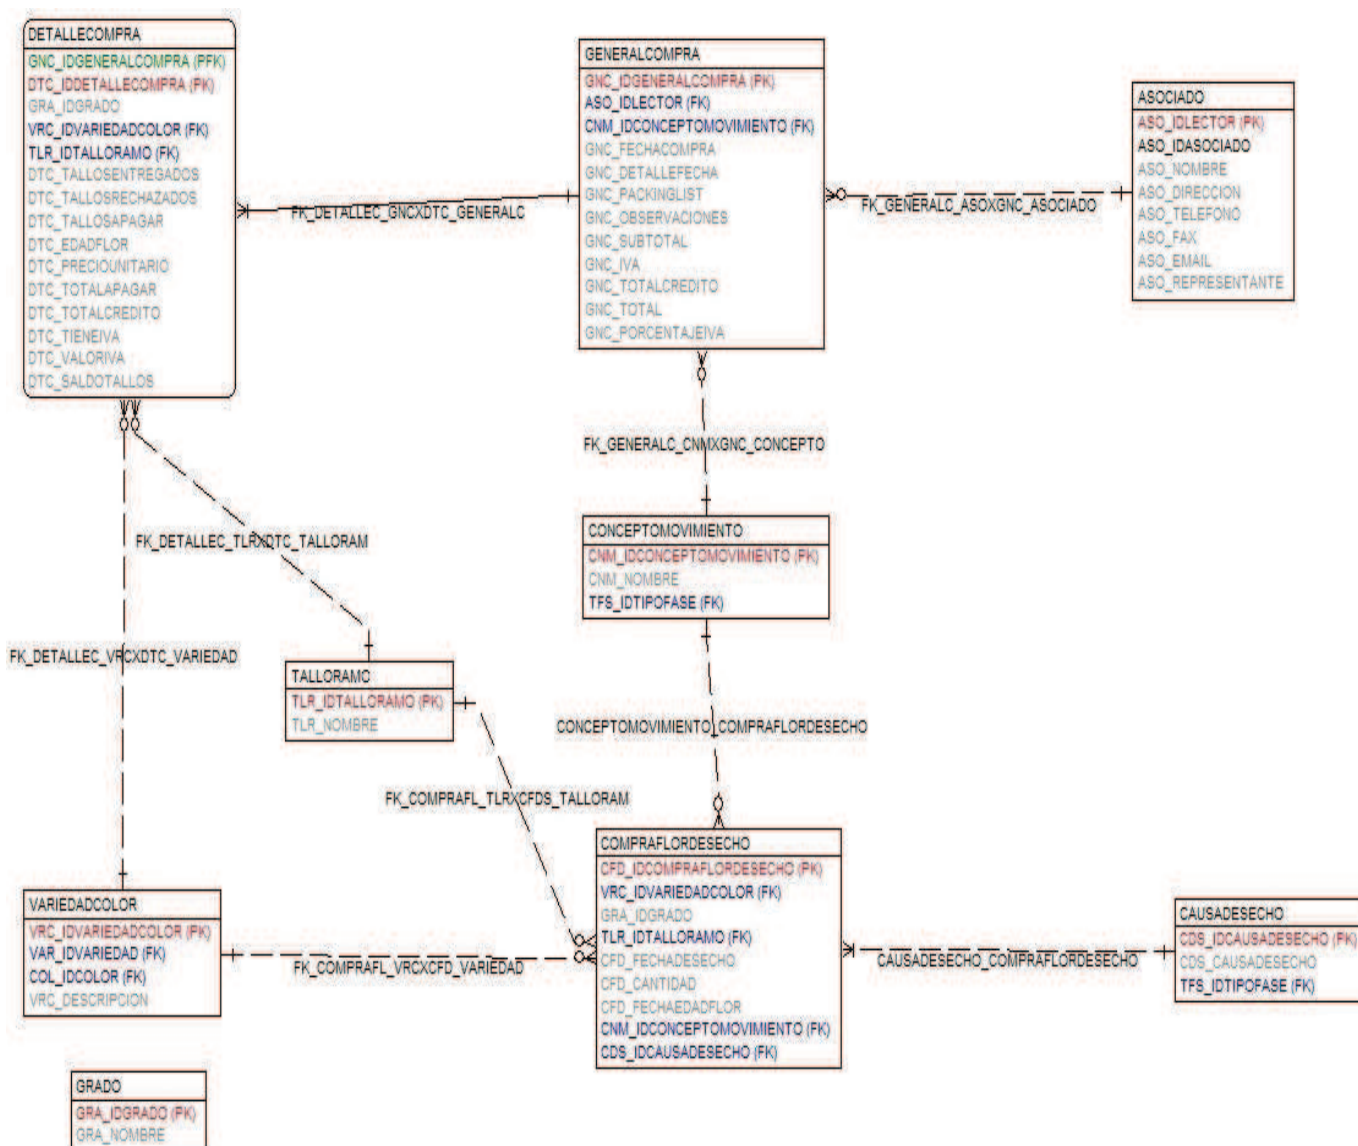 DETALLECOMPRA
GNC_IDGENERALCOMPRA (PFK)
DTC_IDDETALLECOMPRA (PK)
GRA_IDGRADO
VRC_IDVARIEDADCOLOR (FK)
TLR_IDTALLORAMO (FK)
DTC_TALLOSENTREGADOS
DTC_TALLOSRECHAZADOS
DTC_TALLOSAPAGAR
DTC_EDADFLOR
DTC_PRECIOUNITARIO
DTC_TOTALAPAGAR
DTC_TOTALCREDITO
DTC_TIENEIVA
DTC_VALORIVA
DTC_SALDOTALLOS
FK_DETALLEC_GNCXDTC_GENERALC
GENERALCOMPRA
GNC_IDGENERALCOMPRA (PK)
ASO_IDLECTOR (FK)
CNM_IDCONCEPTOMOVIMIENTO (FK)
GNC_FECHACOMPRA
GNC_DETALLEFECHA
GNC_PACKINGLIST
GNC_OBSERVACIONES
GNC_SUBTOTAL
GNC_IVA
GNC_TOTALCREDITO
GNC_TOTAL
GNC_PORCENTAJEIVA
FK_GENERALC_ASOXGNC_ASOCIADO
ASOCIADO
ASO_IDLECTOR (PK)
ASO_IDASOCIADO
ASO_NOMBRE
ASO_DIRECCION
ASO_TELEFONO
ASO_FAX
ASO_EMAIL
ASO_REPRESENTANTE
FK_GENERALC_CNMXGNC_CONCEPTO
FK_DETALLEC_TLRXDTC_TALLORAM
FK_DETALLEC_VRCXDTC_VARIEDAD
CONCEPTOMOVIMIENTO
CNM_IDCONCEPTOMOVIMIENTO (PK)
CNM_NOMBRE
TFS_IDTIPOFASE (FK)
TALLORAMO
TLR_IDTALLORAMO (PK)
TLR_NOMBRE
CONCEPTOMOVIMIENTO_COMPRAFLORDESECHO
FK_COMPRAFL_TLRXCFDS_TALLORAM
COMPRAFLORDESECHO
CFD_IDCOMPRAFLORDESECHO (PK)
VRC_IDVARIEDADCOLOR (FK)
GRA_IDGRADO
TLR_IDTALLORAMO (FK)
CFD_FECHADESECHO
CFD_CANTIDAD
CFD_FECHAEDADFLOR
CNM_IDCONCEPTOMOVIMIENTO (FK)
CDS_IDCAUSADESECHO (FK)
VARIEDADCOLOR
VRC_IDVARIEDADCOLOR (PK)
VAR_IDVARIEDAD (FK)
COL_IDCOLOR (FK)
VRC_DESCRIPCION
FK_COMPRAFL_VRCXCFD_VARIEDAD
CAUSADESECHO_COMPRAFLORDESECHO
CAUSADESECHO
CDS_IDCAUSADESECHO (PK)
CDS_CAUSADESECHO
TFS_IDTIPOFASE (FK)
GRADO
GRA_IDGRADO (PK)
GRA_NOMBRE